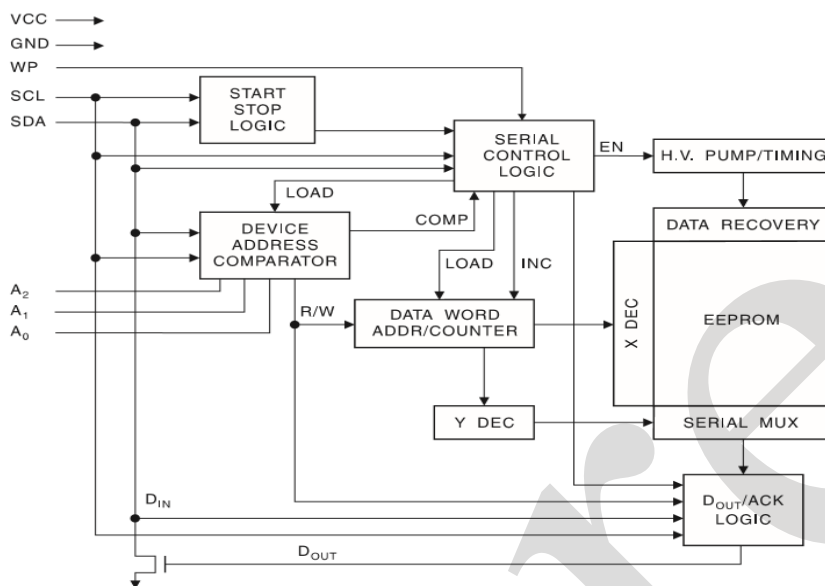 VCC
GND
WP
SCL
SDA
START
STOP
LOGIC
SERIAL
CONTROL
LOGIC
EN
H.V. PUMP/TIMING
LOAD
COMP
DEVICE
ADDRESS
COMPARATOR
LOAD
INC
DATA RECOVERY
A2
A1
A0
R/W
DATA WORD
ADDR/COUNTER
X DEC
EEPROM
Y DEC
SERIAL MUX
DIN
DOUT/ACK
LOGIC
DOUT